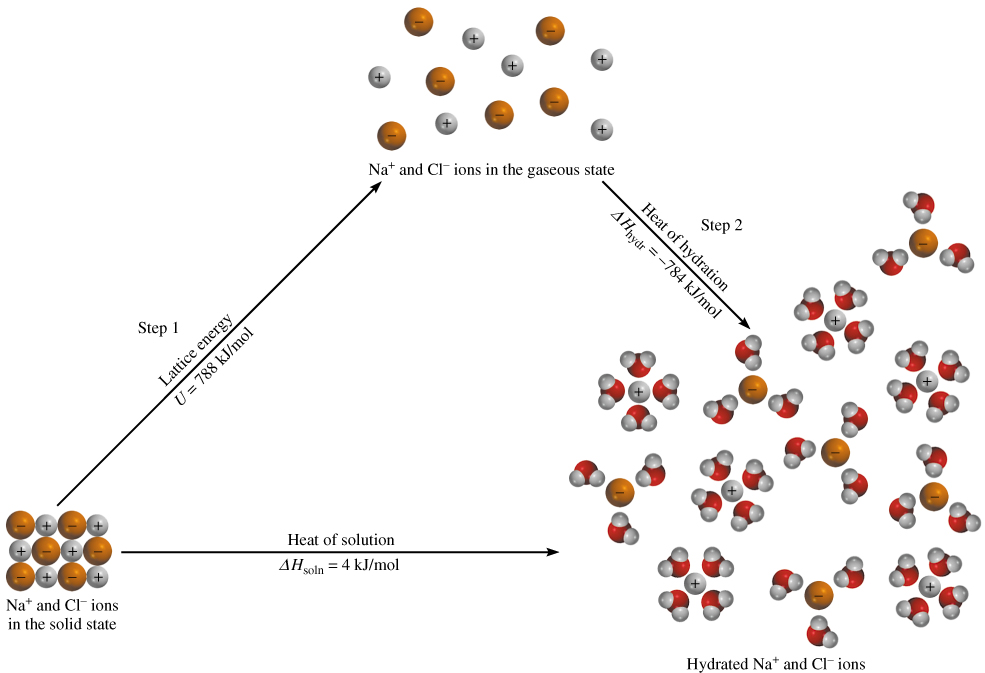 Na⁺ and Cl⁻ ions in the gaseous state
Step 1
Lattice energy
U = 788 kJ/mol
Heat of hydration
ΔHhydr = –784 kJ/mol
Step 2
Heat of solution
ΔHsoln = 4 kJ/mol
Na⁺ and Cl⁻ ions
in the solid state
Hydrated Na⁺ and Cl⁻ ions